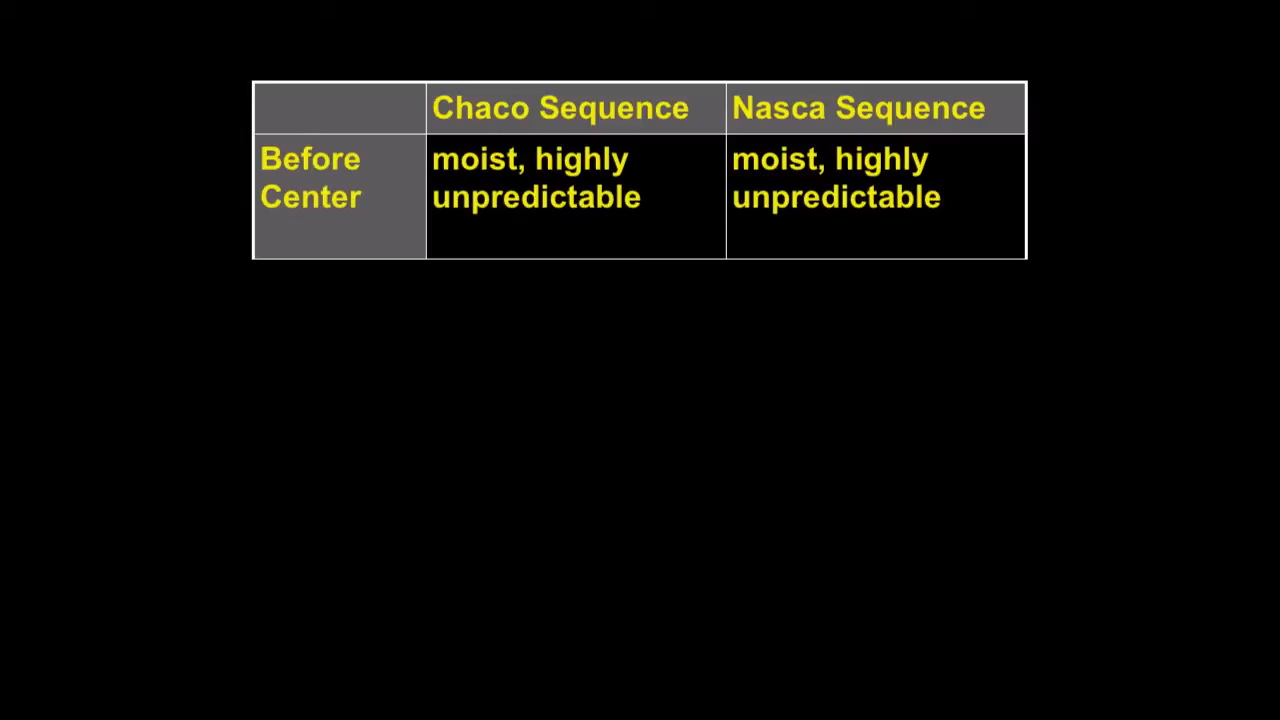 Chaco Sequence Nasca Sequence
Before Center moist, highly unpredictable moist, highly unpredictable